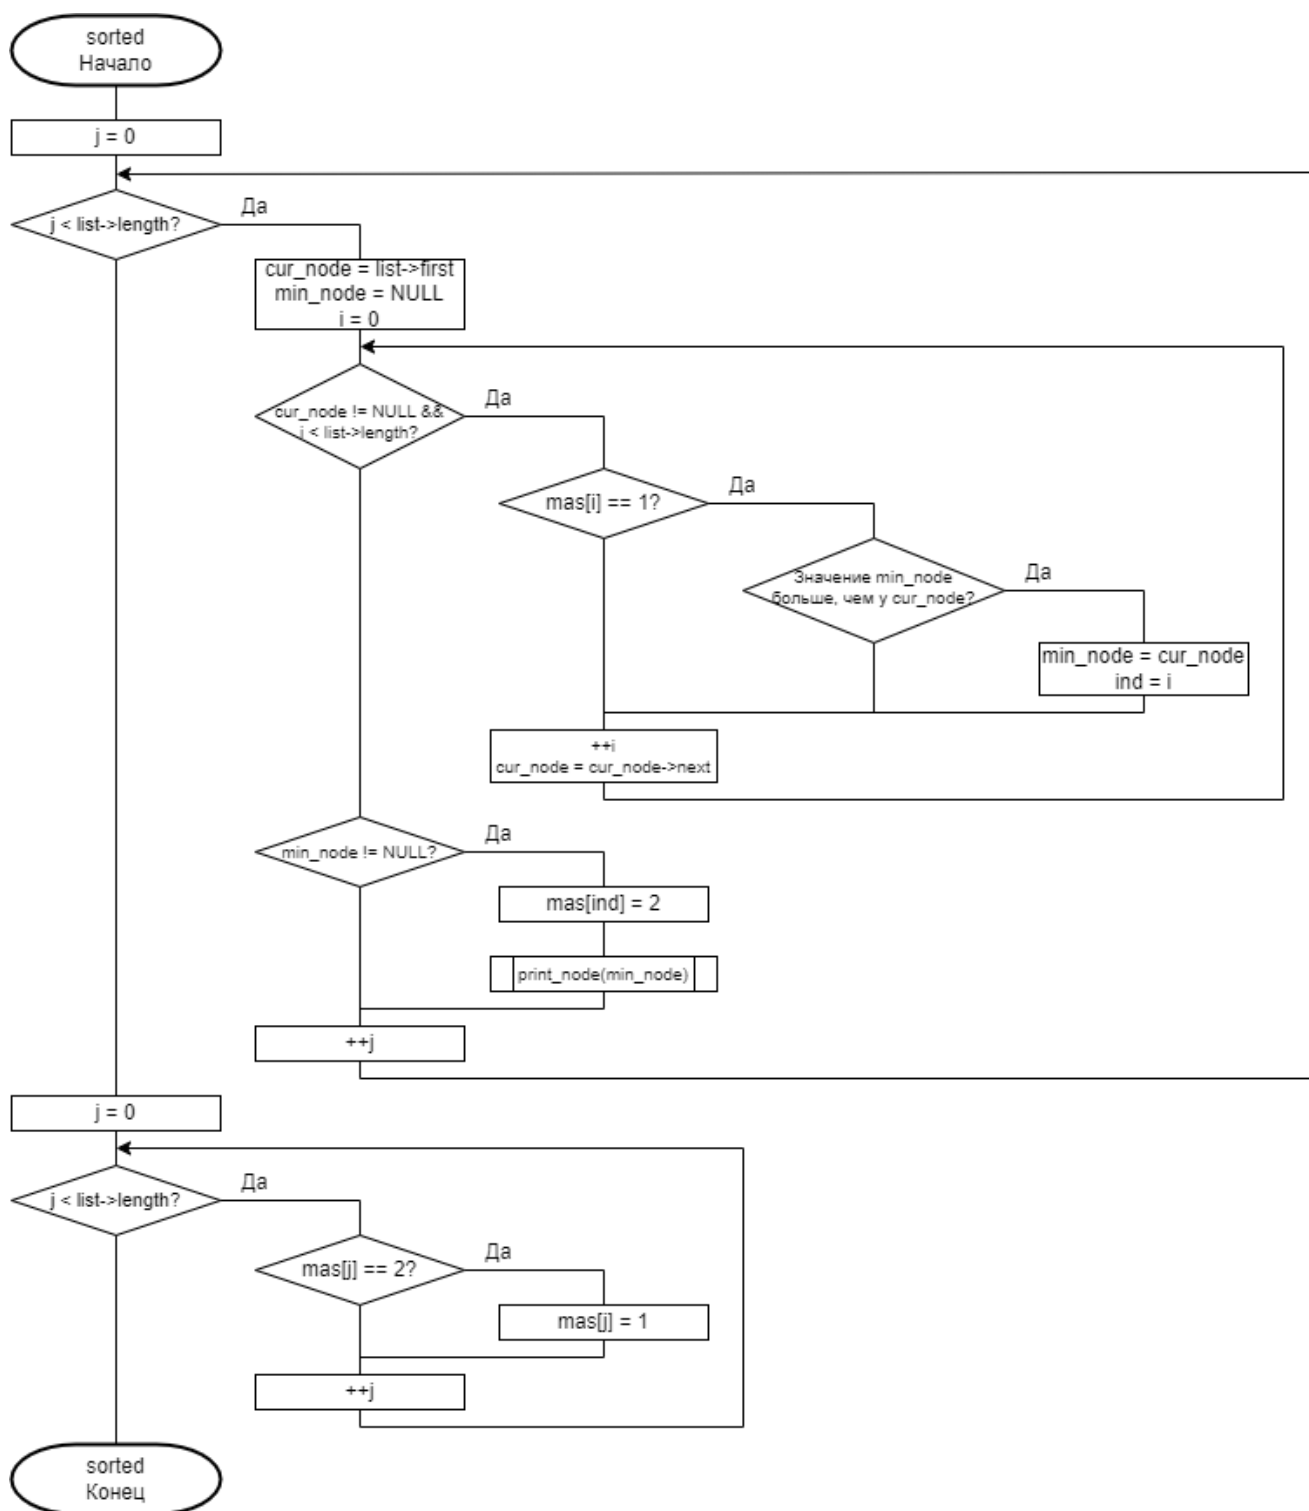 sorted
Начало
j = 0
j < list->length?
Да
cur_node = list->first
min_node = NULL
i = 0
cur_node != NULL &&
i < list->length?
Да
mas[i] == 1?
Да
Значение min_node
больше, чем у cur_node?
Да
min_node = cur_node
ind = i
++i
cur_node = cur_node->next
min_node != NULL?
Да
mas[ind] = 2
print_node(min_node)
++j
j = 0
j < list->length?
Да
mas[j] == 2?
Да
mas[j] = 1
++j
sorted
Конец